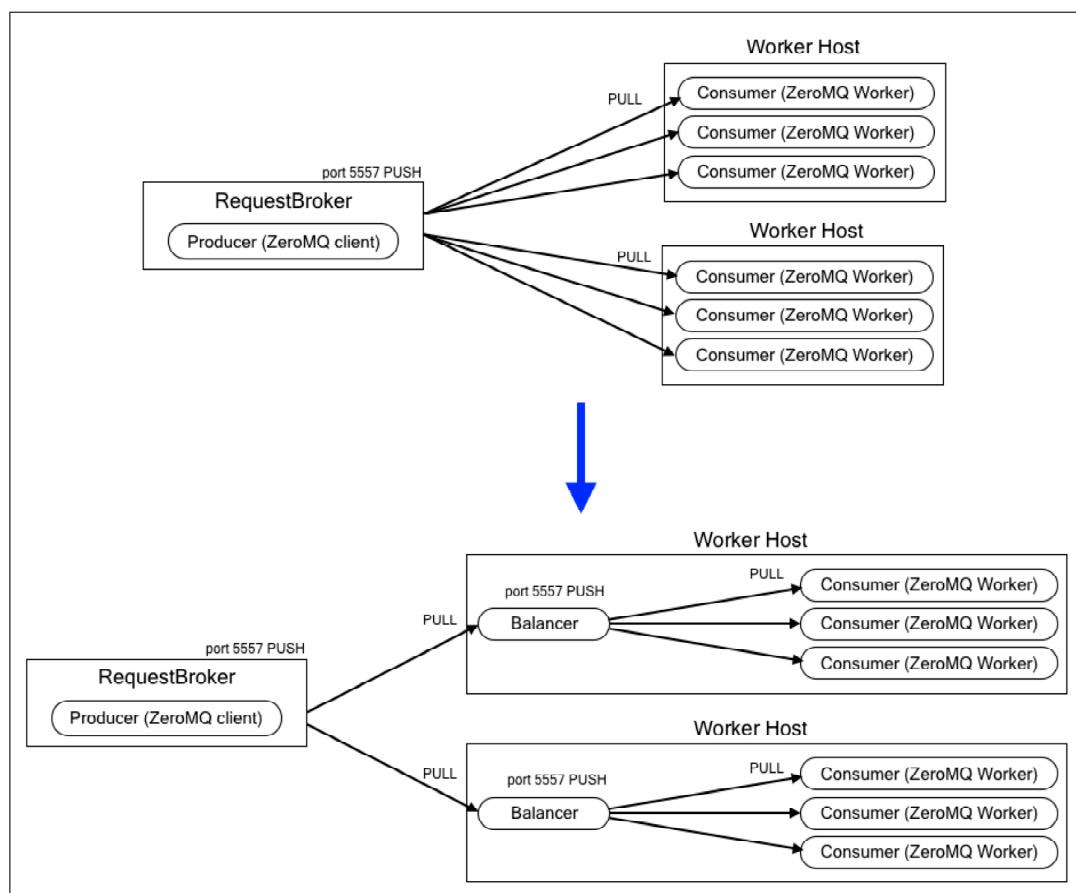 Worker Host
PULL
Consumer (ZeroMQ Worker)
Consumer (ZeroMQ Worker)
Consumer (ZeroMQ Worker)
port 5557 PUSH
RequestBroker
Producer (ZeroMQ client)
Worker Host
PULL
Consumer (ZeroMQ Worker)
Consumer (ZeroMQ Worker)
Consumer (ZeroMQ Worker)
Worker Host
port 5557 PUSH
PULL
Consumer (ZeroMQ Worker)
PULL
Balancer
Consumer (ZeroMQ Worker)
Consumer (ZeroMQ Worker)
port 5557 PUSH
RequestBroker
Producer (ZeroMQ client)
Worker Host
PULL
port 5557 PUSH
PULL
Consumer (ZeroMQ Worker)
Balancer
Consumer (ZeroMQ Worker)
Consumer (ZeroMQ Worker)